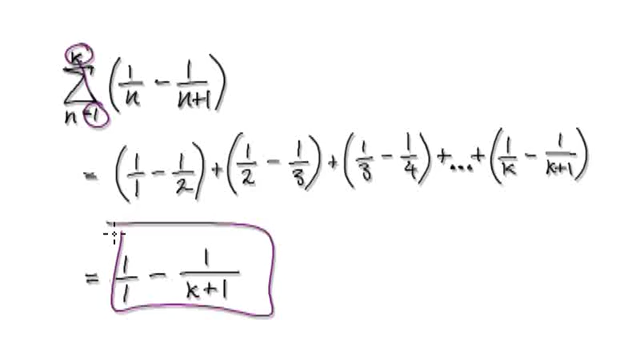 k
∑ (1/n − 1/(n+1))
n=1
= (1/1 − 1/2) + (1/2 − 1/3) + (1/3 − 1/4) + ... + (1/k − 1/(k+1))
= 1/1 − 1/(k+1)